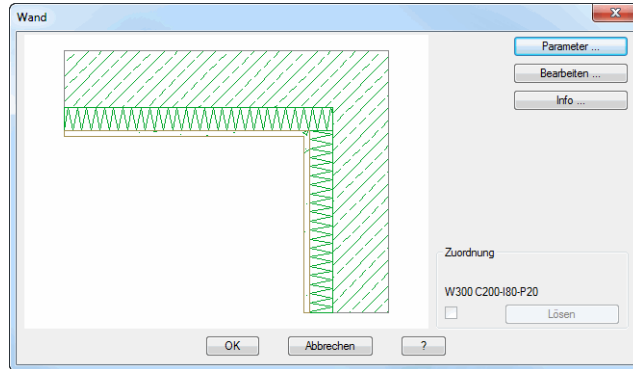 Wand
Parameter ...
Bearbeiten ...
Info ...
Zuordnung
W300 C200-I80-P20
Lösen
OK
Abbrechen
?